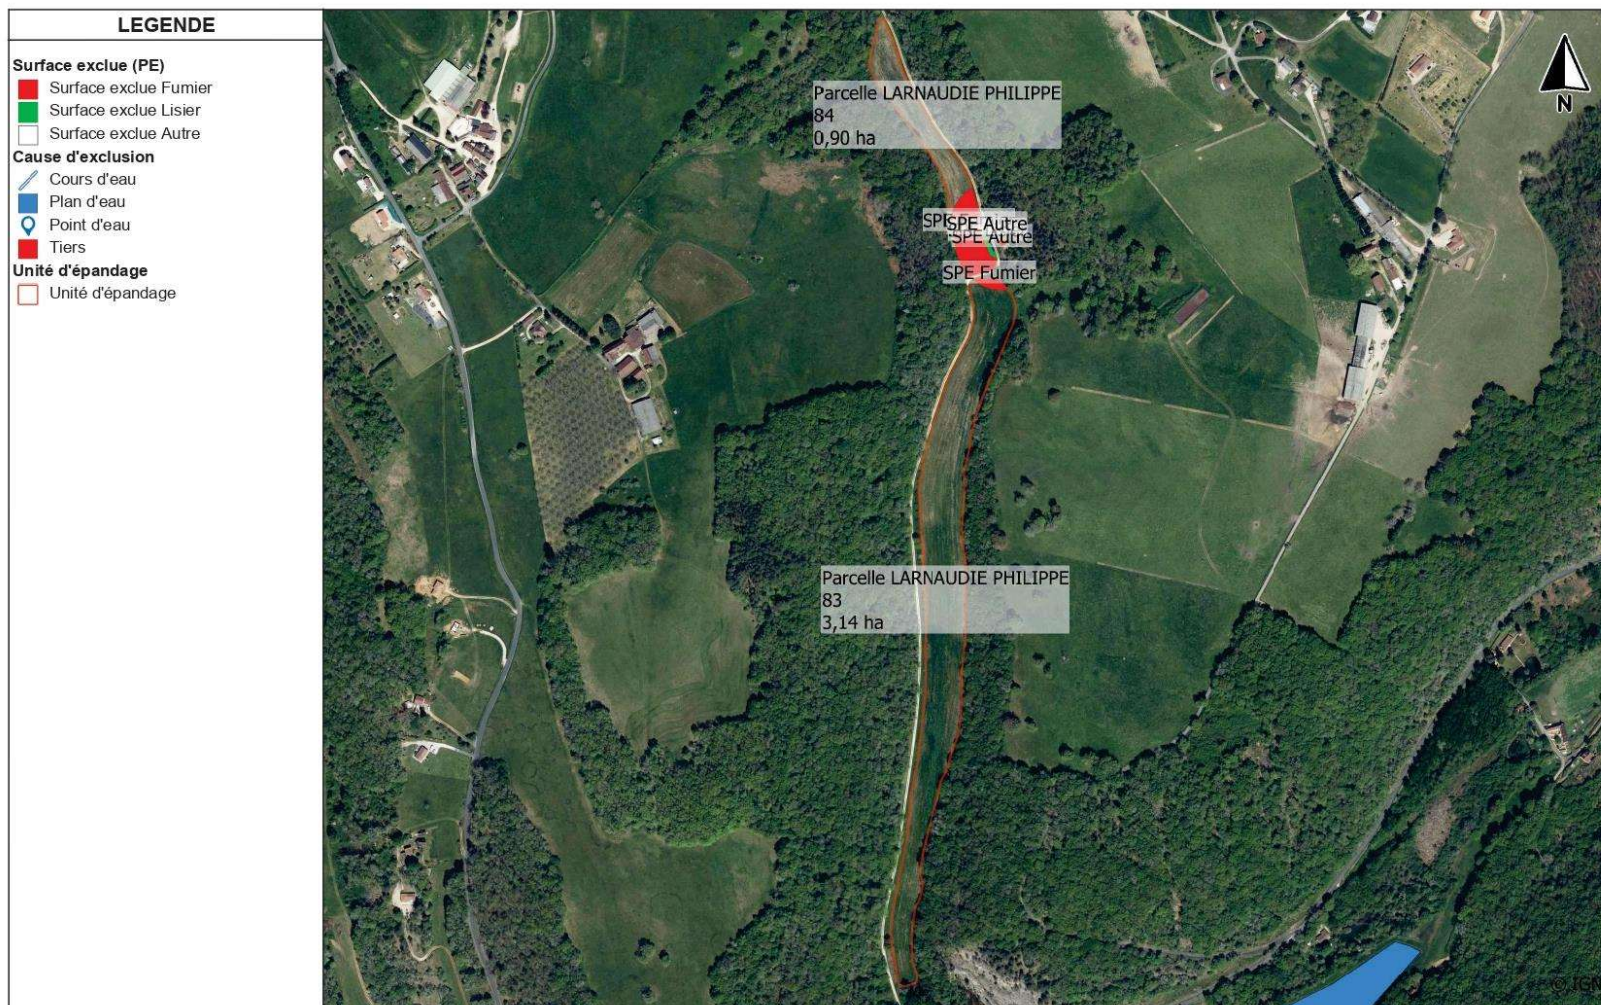 LEGENDE
Surface exclue (PE)
Surface exclue Fumier
Surface exclue Lisier
Surface exclue Autre
Cause d'exclusion
Cours d'eau
Plan d'eau
Point d'eau
Tiers
Unité d'épandage
Unité d'épandage
Parcelle LARNAUDIE PHILIPPE
84
0,90 ha
N
SPE Autre
SPE Autre
SPE Fumier
Parcelle LARNAUDIE PHILIPPE
83
3,14 ha
© IGN